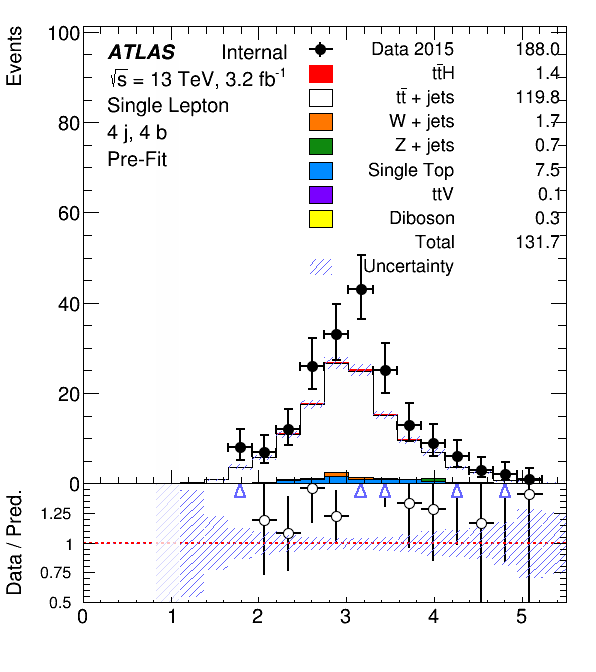 Events
100
80
60
40
20
0
ATLAS Internal
√s = 13 TeV, 3.2 fb⁻¹
Single Lepton
4 j, 4 b
Pre-Fit
Data 2015 188.0
tt̄H 1.4
tt̄ + jets 119.8
W + jets 1.7
Z + jets 0.7
Single Top 7.5
ttV 0.1
Diboson 0.3
Total 131.7
Uncertainty
Data / Pred.
1.25
1
0.75
0.5
0 1 2 3 4 5